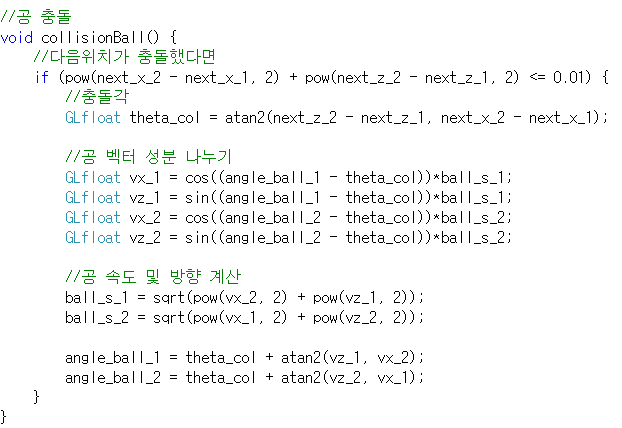 //공 충돌
void collisionBall() {
    //다음위치가 충돌했다면
    if (pow(next_x_2 - next_x_1, 2) + pow(next_z_2 - next_z_1, 2) <= 0.01) {
        //충돌각
        GLfloat theta_col = atan2(next_z_2 - next_z_1, next_x_2 - next_x_1);

        //공 벡터 성분 나누기
        GLfloat vx_1 = cos((angle_ball_1 - theta_col))*ball_s_1;
        GLfloat vz_1 = sin((angle_ball_1 - theta_col))*ball_s_1;
        GLfloat vx_2 = cos((angle_ball_2 - theta_col))*ball_s_2;
        GLfloat vz_2 = sin((angle_ball_2 - theta_col))*ball_s_2;

        //공 속도 및 방향 계산
        ball_s_1 = sqrt(pow(vx_2, 2) + pow(vz_1, 2));
        ball_s_2 = sqrt(pow(vx_1, 2) + pow(vz_2, 2));

        angle_ball_1 = theta_col + atan2(vz_1, vx_2);
        angle_ball_2 = theta_col + atan2(vz_2, vx_1);
    }
}